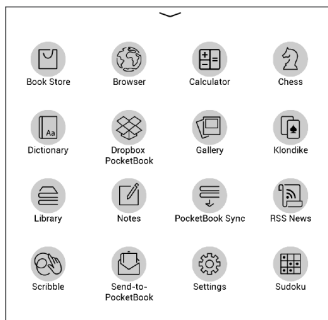 Book Store
Browser
Calculator
Chess
Aa
Dictionary
Dropbox
PocketBook
Gallery
Klondike
Library
Notes
PocketBook Sync
RSS News
Scribble
Send-to-
PocketBook
Settings
Sudoku